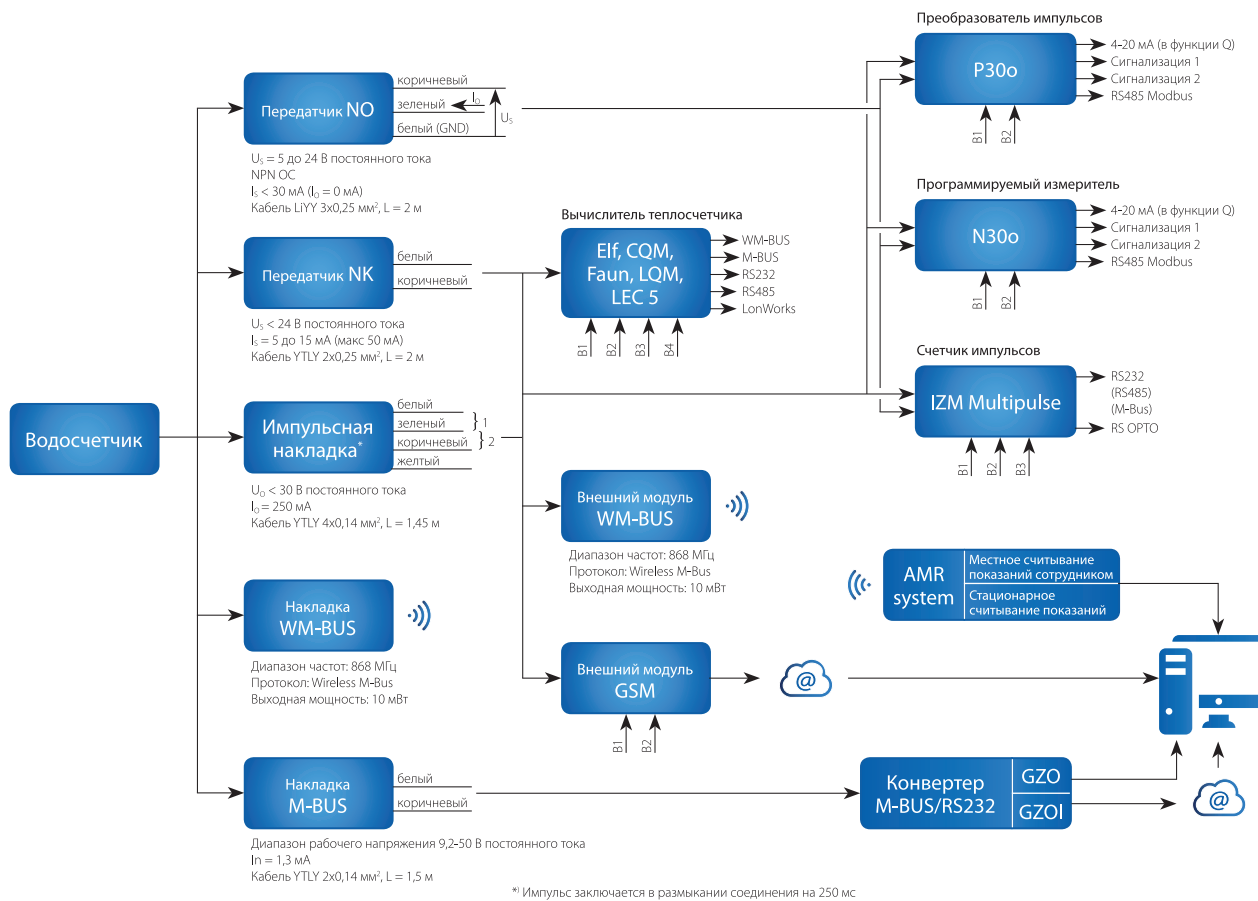 Водосчетчик
Передатчик NO
коричневый
зеленый
I₀
белый (GND)
Uₛ
Uₛ = 5 до 24 В постоянного тока
NPN OC
Iₛ < 30 мА (I₀ = 0 мА)
Кабель LiYY 3x0,25 мм², L = 2 м
Передатчик NK
белый
коричневый
Uₛ < 24 В постоянного тока
Iₛ = 5 до 15 мА (макс 50 мА)
Кабель YTLY 2x0,25 мм², L = 2 м
Импульсная
накладка*
белый
зеленый
} 1
коричневый
} 2
желтый
U₀ < 30 В постоянного тока
I₀ = 250 мА
Кабель YTLY 4x0,14 мм², L = 1,45 м
Накладка
WM-BUS
Диапазон частот: 868 МГц
Протокол: Wireless M-Bus
Выходная мощность: 10 мВт
Накладка
M-BUS
белый
коричневый
Диапазон рабочего напряжения 9,2-50 В постоянного тока
In = 1,3 мА
Кабель YTLY 2x0,14 мм², L = 1,5 м
Вычислитель теплосчетчика
Elf, CQM,
Faun, LQM,
LEC 5
WM-BUS
M-BUS
RS232
RS485
LonWorks
B1
B2
B3
B4
Внешний модуль
WM-BUS
Диапазон частот: 868 МГц
Протокол: Wireless M-Bus
Выходная мощность: 10 мВт
Внешний модуль
GSM
B1
B2
@
Преобразователь импульсов
P30o
4-20 мА (в функции Q)
Сигнализация 1
Сигнализация 2
RS485 Modbus
B1
B2
Программируемый измеритель
N30o
4-20 мА (в функции Q)
Сигнализация 1
Сигнализация 2
RS485 Modbus
B1
B2
Счетчик импульсов
IZM Multipulse
RS232
(RS485)
(M-Bus)
RS OPTO
B1
B2
B3
AMR
system
Местное считывание
показаний сотрудником
Стационарное
считывание показаний
Конвертер
M-BUS/RS232
GZO
GZOI
@
*⁾ Импульс заключается в размыкании соединения на 250 мс